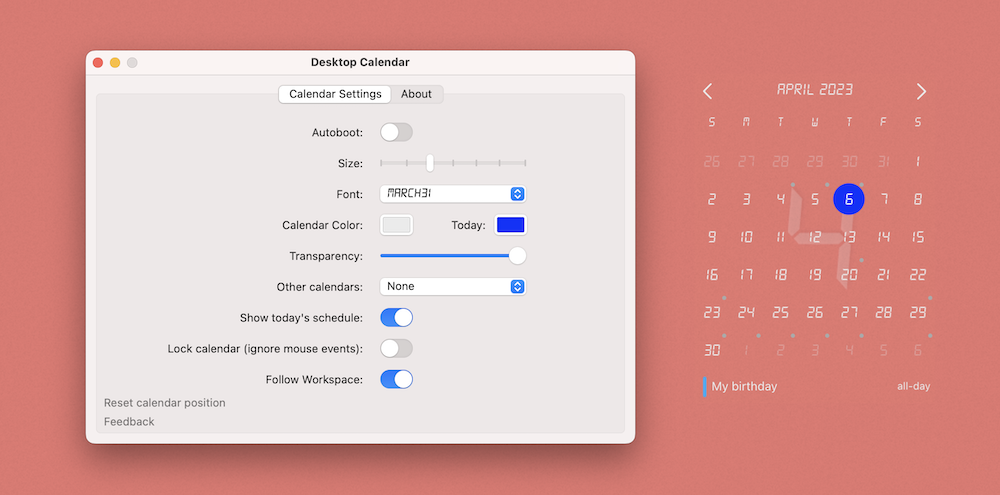 Desktop Calendar
Calendar Settings About
Autoboot:
Size:
Font: MARCH31
Calendar Color: Today:
Transparency:
Other calendars: None
Show today's schedule:
Lock calendar (ignore mouse events):
Follow Workspace:
Reset calendar position
Feedback
APRIL 2023
S M T W T F S
26 27 28 29 30 31 1
2 3 4 5 6 7 8
4
9 10 11 12 13 14 15
16 17 18 19 20 21 22
23 24 25 26 27 28 29
30 1 2 3 4 5 6
My birthday all-day